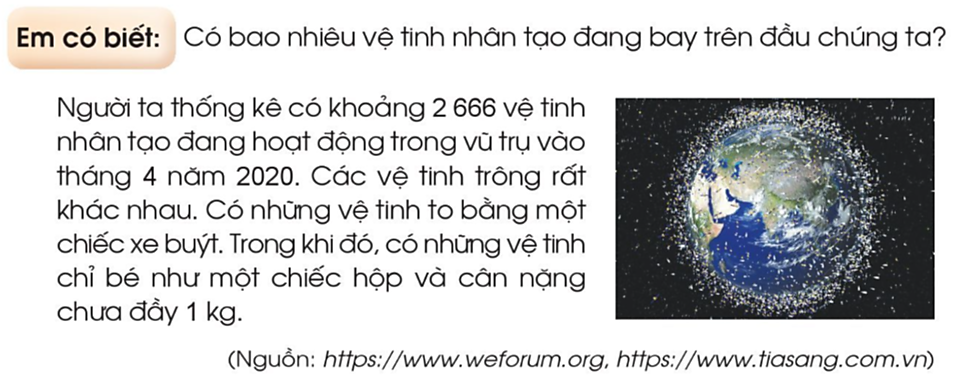 Em có biết: Có bao nhiêu vệ tinh nhân tạo đang bay trên đầu chúng ta?
Người ta thống kê có khoảng 2 666 vệ tinh
nhân tạo đang hoạt động trong vũ trụ vào
tháng 4 năm 2020. Các vệ tinh trông rất
khác nhau. Có những vệ tinh to bằng một
chiếc xe buýt. Trong khi đó, có những vệ tinh
chỉ bé như một chiếc hộp và cân nặng
chưa đầy 1 kg.
(Nguồn: https://www.weforum.org, https://www.tiasang.com.vn)